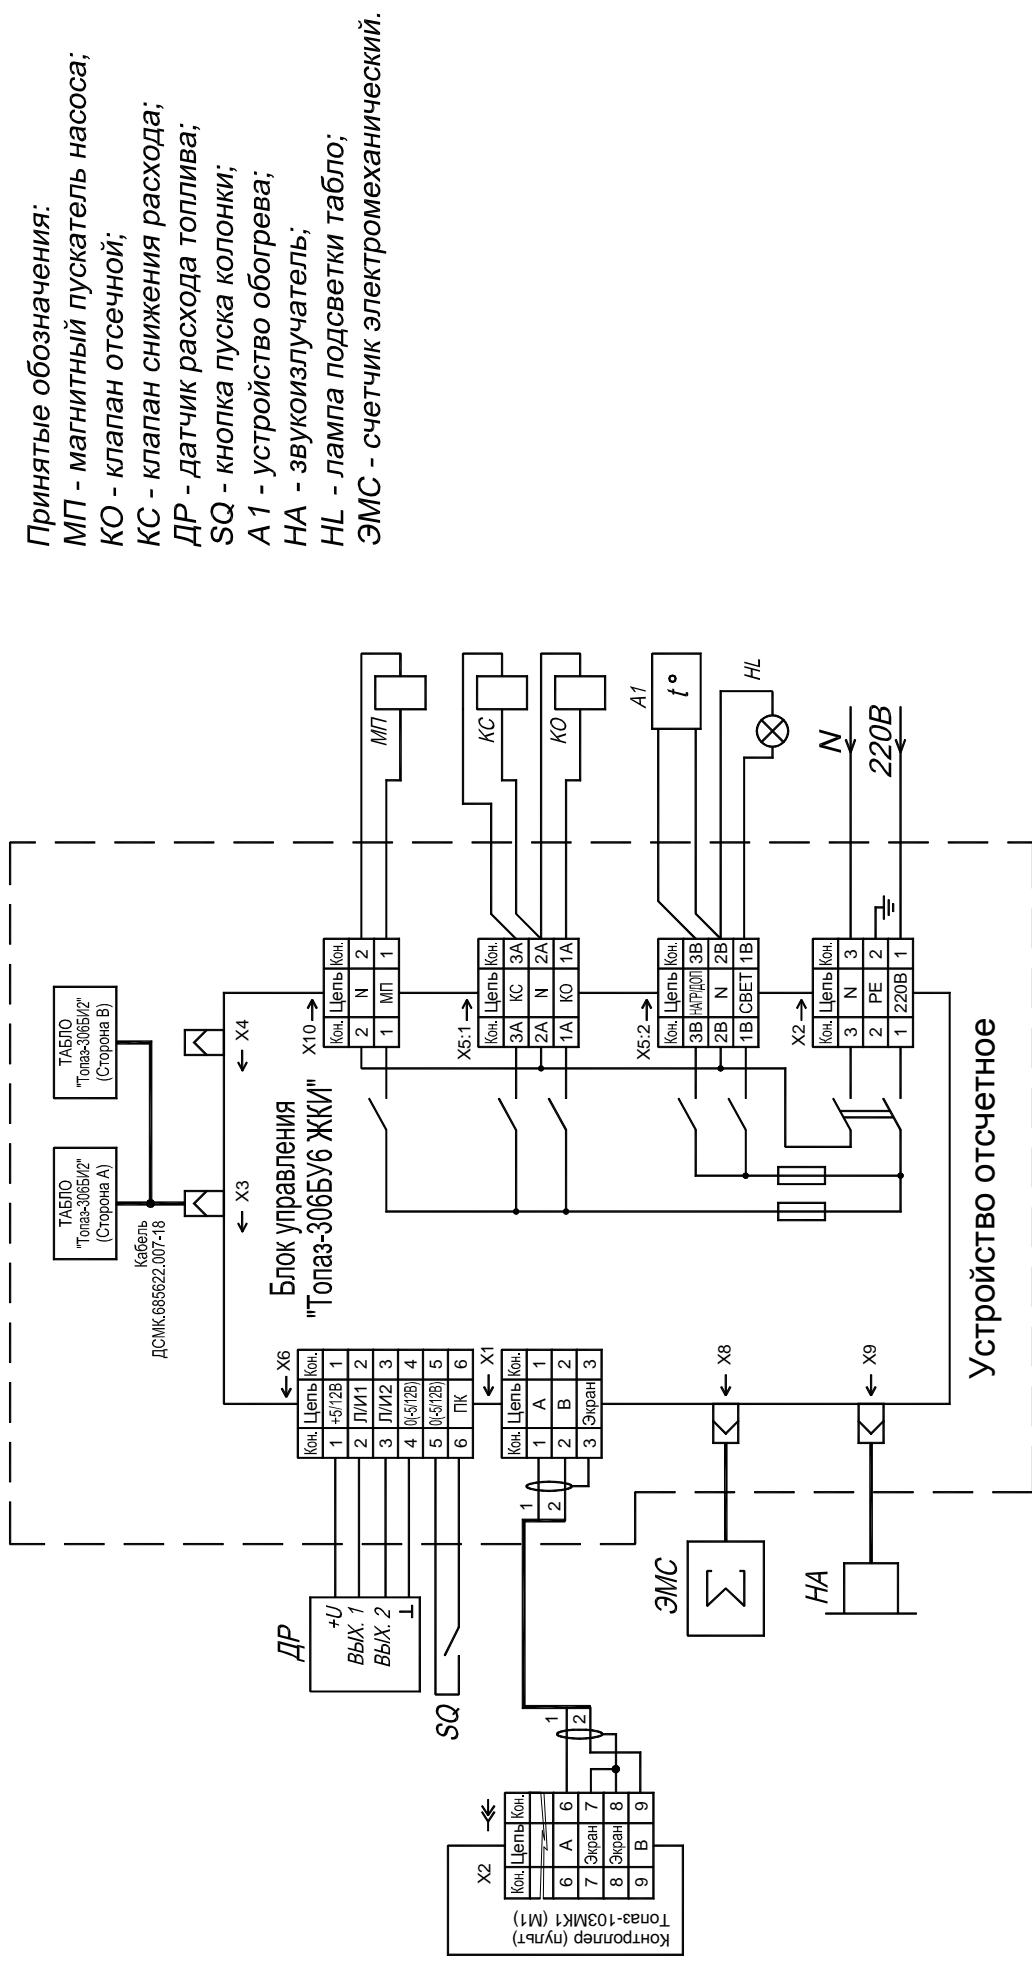 Принятые обозначения:
МП - магнитный пускатель насоса;
КО - клапан отсечной;
КС - клапан снижения расхода;
ДР - датчик расхода топлива;
SQ - кнопка пуска колонки;
А1 - устройство обогрева;
НА - звукоизлучатель;
HL - лампа подсветки табло;
ЭМС - счетчик электромеханический.
ТАБЛО
"Топаз-306БИ2"
(Сторона А)
ТАБЛО
"Топаз-306БИ2"
(Сторона В)
Кабель
ДСМК.685622.007-18
X3
X4
Блок управления
"Топаз-306БУ6 ЖКИ"
X6
Кон. Цепь Кон.
1 +5/12В 1
2 Л/И1 2
3 Л/И2 3
4 0(-5/12В) 4
5 0(-5/12В) 5
6 ПК 6
X1
Кон. Цепь Кон.
1 А 1
2 В 2
3 Экран 3
X8
X9
X10
Кон. Цепь Кон.
2 N 2
1 МП 1
X5:1
Кон. Цепь Кон.
3А КС 3А
2А N 2А
1А КО 1А
X5:2
Кон. Цепь Кон.
3В НАГР/ДОП 3В
2В N 2В
1В СВЕТ 1В
X2
Кон. Цепь Кон.
3 N 3
2 PE 2
1 220В 1
МП
КС
КО
А1
t°
HL
N
220В
ДР
+U
ВЫХ. 1
ВЫХ. 2
SQ
1
2
ЭМС
НА
1
2
X2
Кон. Цепь Кон.
6 А 6
7 Экран 7
8 Экран 8
9 В 9
Контроллер (пульт)
Топаз-103МК1 (М1)
Устройство отсчетное